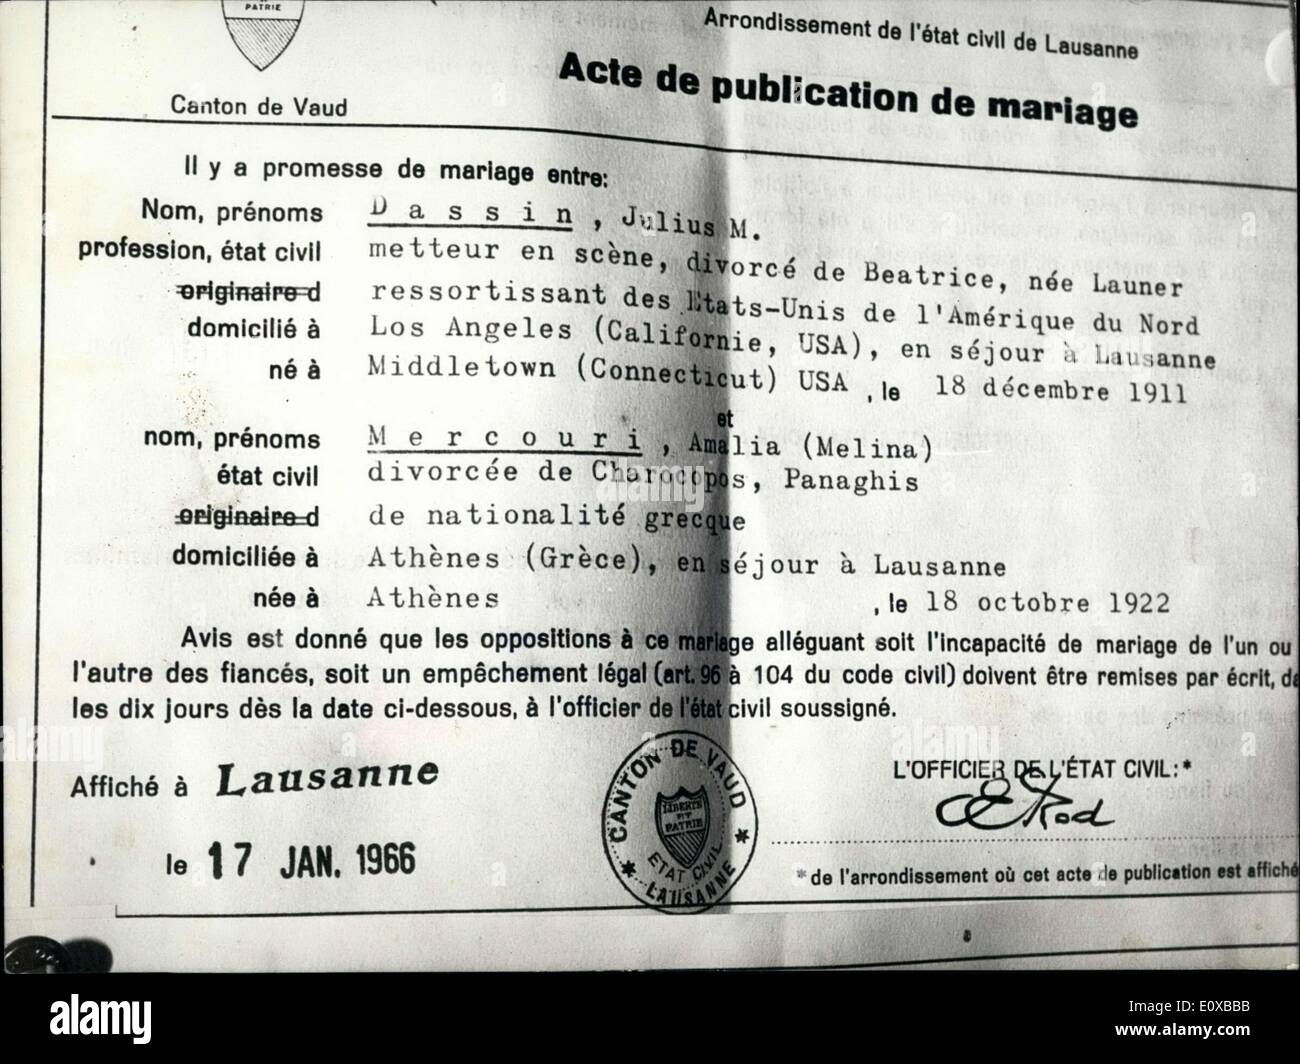 PATRIE
Arrondissement de l'état civil de Lausanne
Acte de publication de mariage
Canton de Vaud
Il y a promesse de mariage entre:
Nom, prénoms Dassin, Julius M.
profession, état civil metteur en scène, divorcé de Beatrice, née Launer
originaire d ressortissant des Etats-Unis de l'Amérique du Nord
domicilié à Los Angeles (Californie, USA), en séjour à Lausanne
né à Middletown (Connecticut) USA , le 18 décembre 1911
et
nom, prénoms Mercouri, Amalia (Melina)
état civil divorcée de Charocopos, Panaghis
originaire d de nationalité grecque
domiciliée à Athènes (Grèce), en séjour à Lausanne
née à Athènes , le 18 octobre 1922
Avis est donné que les oppositions à ce mariage alléguant soit l'incapacité de mariage de l'un ou
l'autre des fiancés, soit un empêchement légal (art. 96 à 104 du code civil) doivent être remises par écrit, da
les dix jours dès la date ci-dessous, à l'officier de l'état civil soussigné.
Affiché à Lausanne
le 17 JAN. 1966
CANTON DE VAUD
LIBERTE ET PATRIE
ETAT CIVIL
LAUSANNE
L'OFFICIER DE L'ÉTAT CIVIL:*
*de l'arrondissement où cet acte de publication est affiché
alamy
Image ID: E0XBBB
www.alamy.com